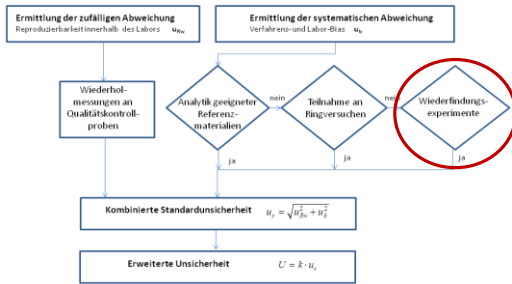 Ermittlung der zufälligen Abweichung
Reproduzierbarkeit innerhalb des Labors u_Rw
Ermittlung der systematischen Abweichung
Verfahrens- und Labor-Bias u_b
Wiederhol-
messungen an
Qualitätskontroll-
proben
Analytik geeigneter
Referenz-
materialien
nein
Teilnahme an
Ringversuchen
nein
Wiederfindungs-
experimente
ja
ja
ja
Kombinierte Standardunsicherheit u_c = √(u_Rw² + u_b²)
Erweiterte Unsicherheit U = k · u_c